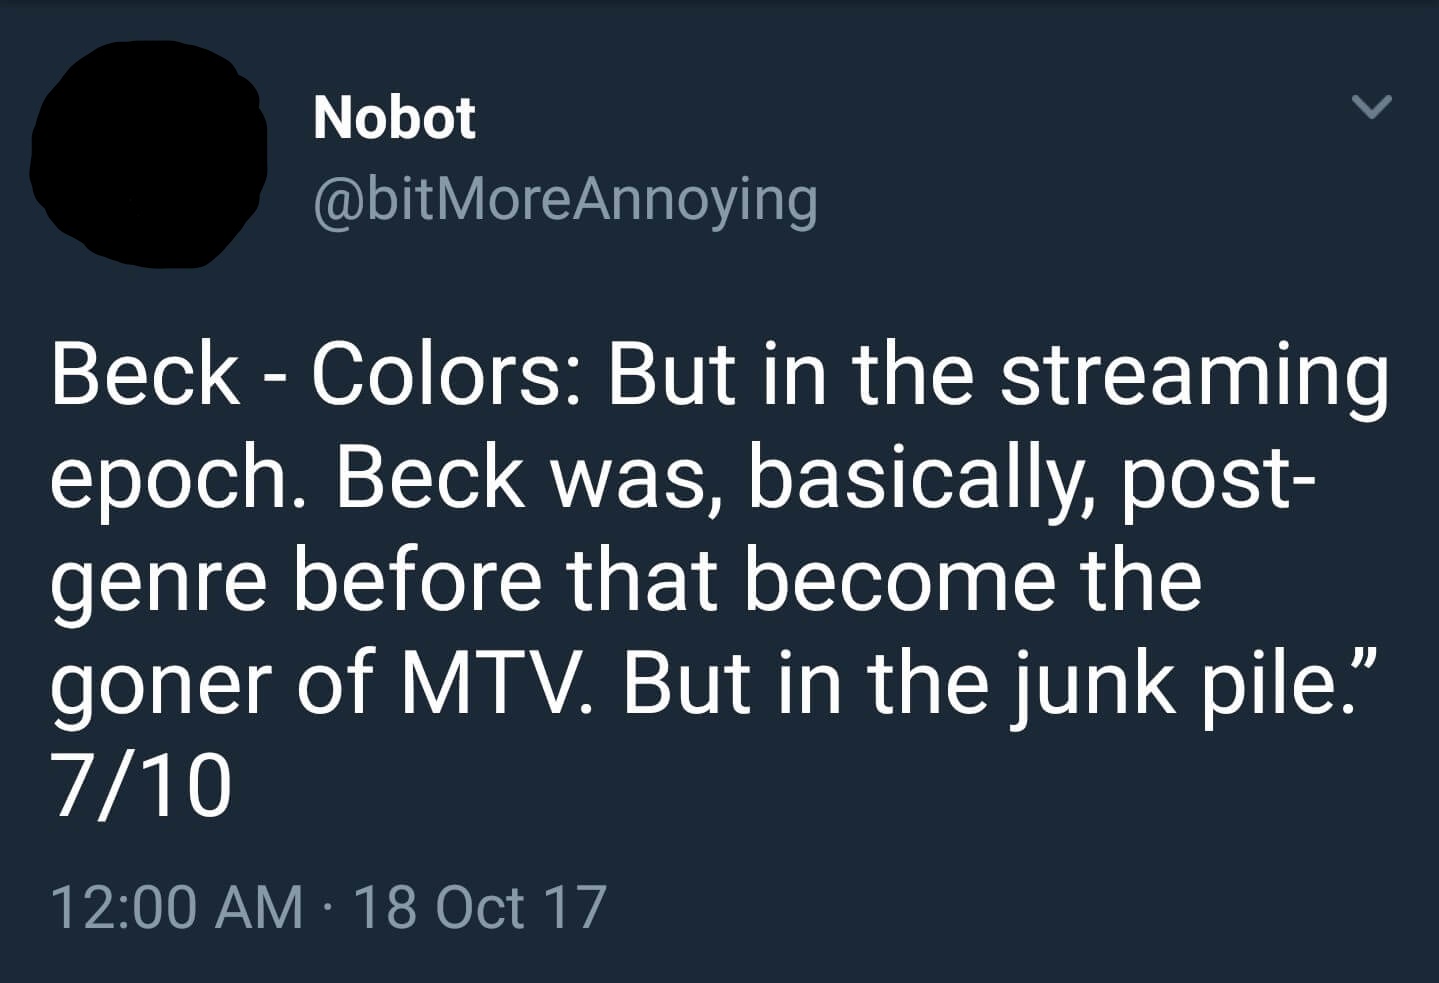 Nobot
@bitMoreAnnoying
Beck - Colors: But in the streaming
epoch. Beck was, basically, post-
genre before that become the
goner of MTV. But in the junk pile.”
7/10
12:00 AM · 18 Oct 17